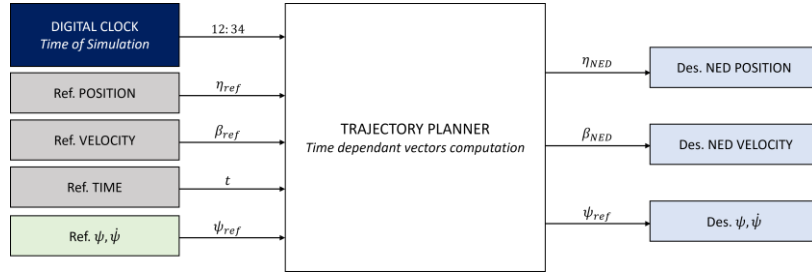 DIGITAL CLOCK
Time of Simulation
12:34
Ref. POSITION
η_ref
Ref. VELOCITY
β_ref
Ref. TIME
t
Ref. ψ, ψ̇
ψ_ref
TRAJECTORY PLANNER
Time dependant vectors computation
η_NED
Des. NED POSITION
β_NED
Des. NED VELOCITY
ψ_ref
Des. ψ, ψ̇